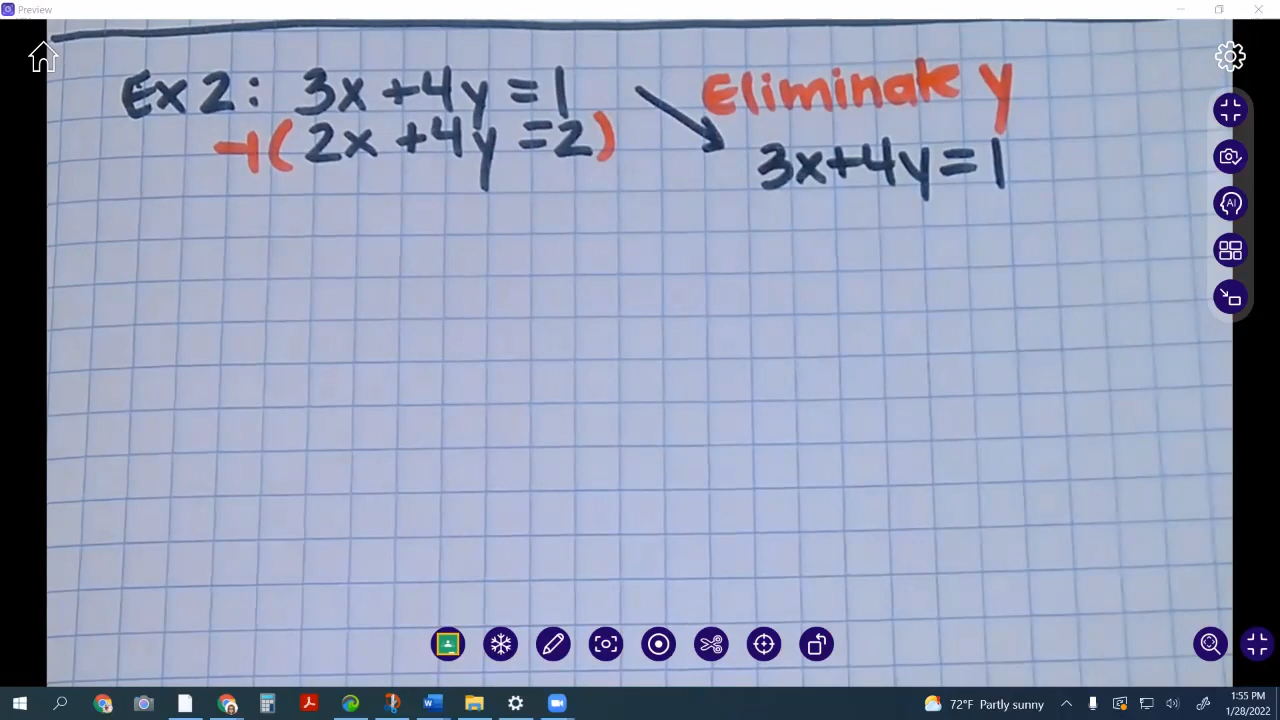 Preview
Ex 2: 3x + 4y = 1
-1( 2x + 4y = 2 )
Eliminate y
3x + 4y = 1
AI
72°F Partly sunny
1:55 PM
1/28/2022